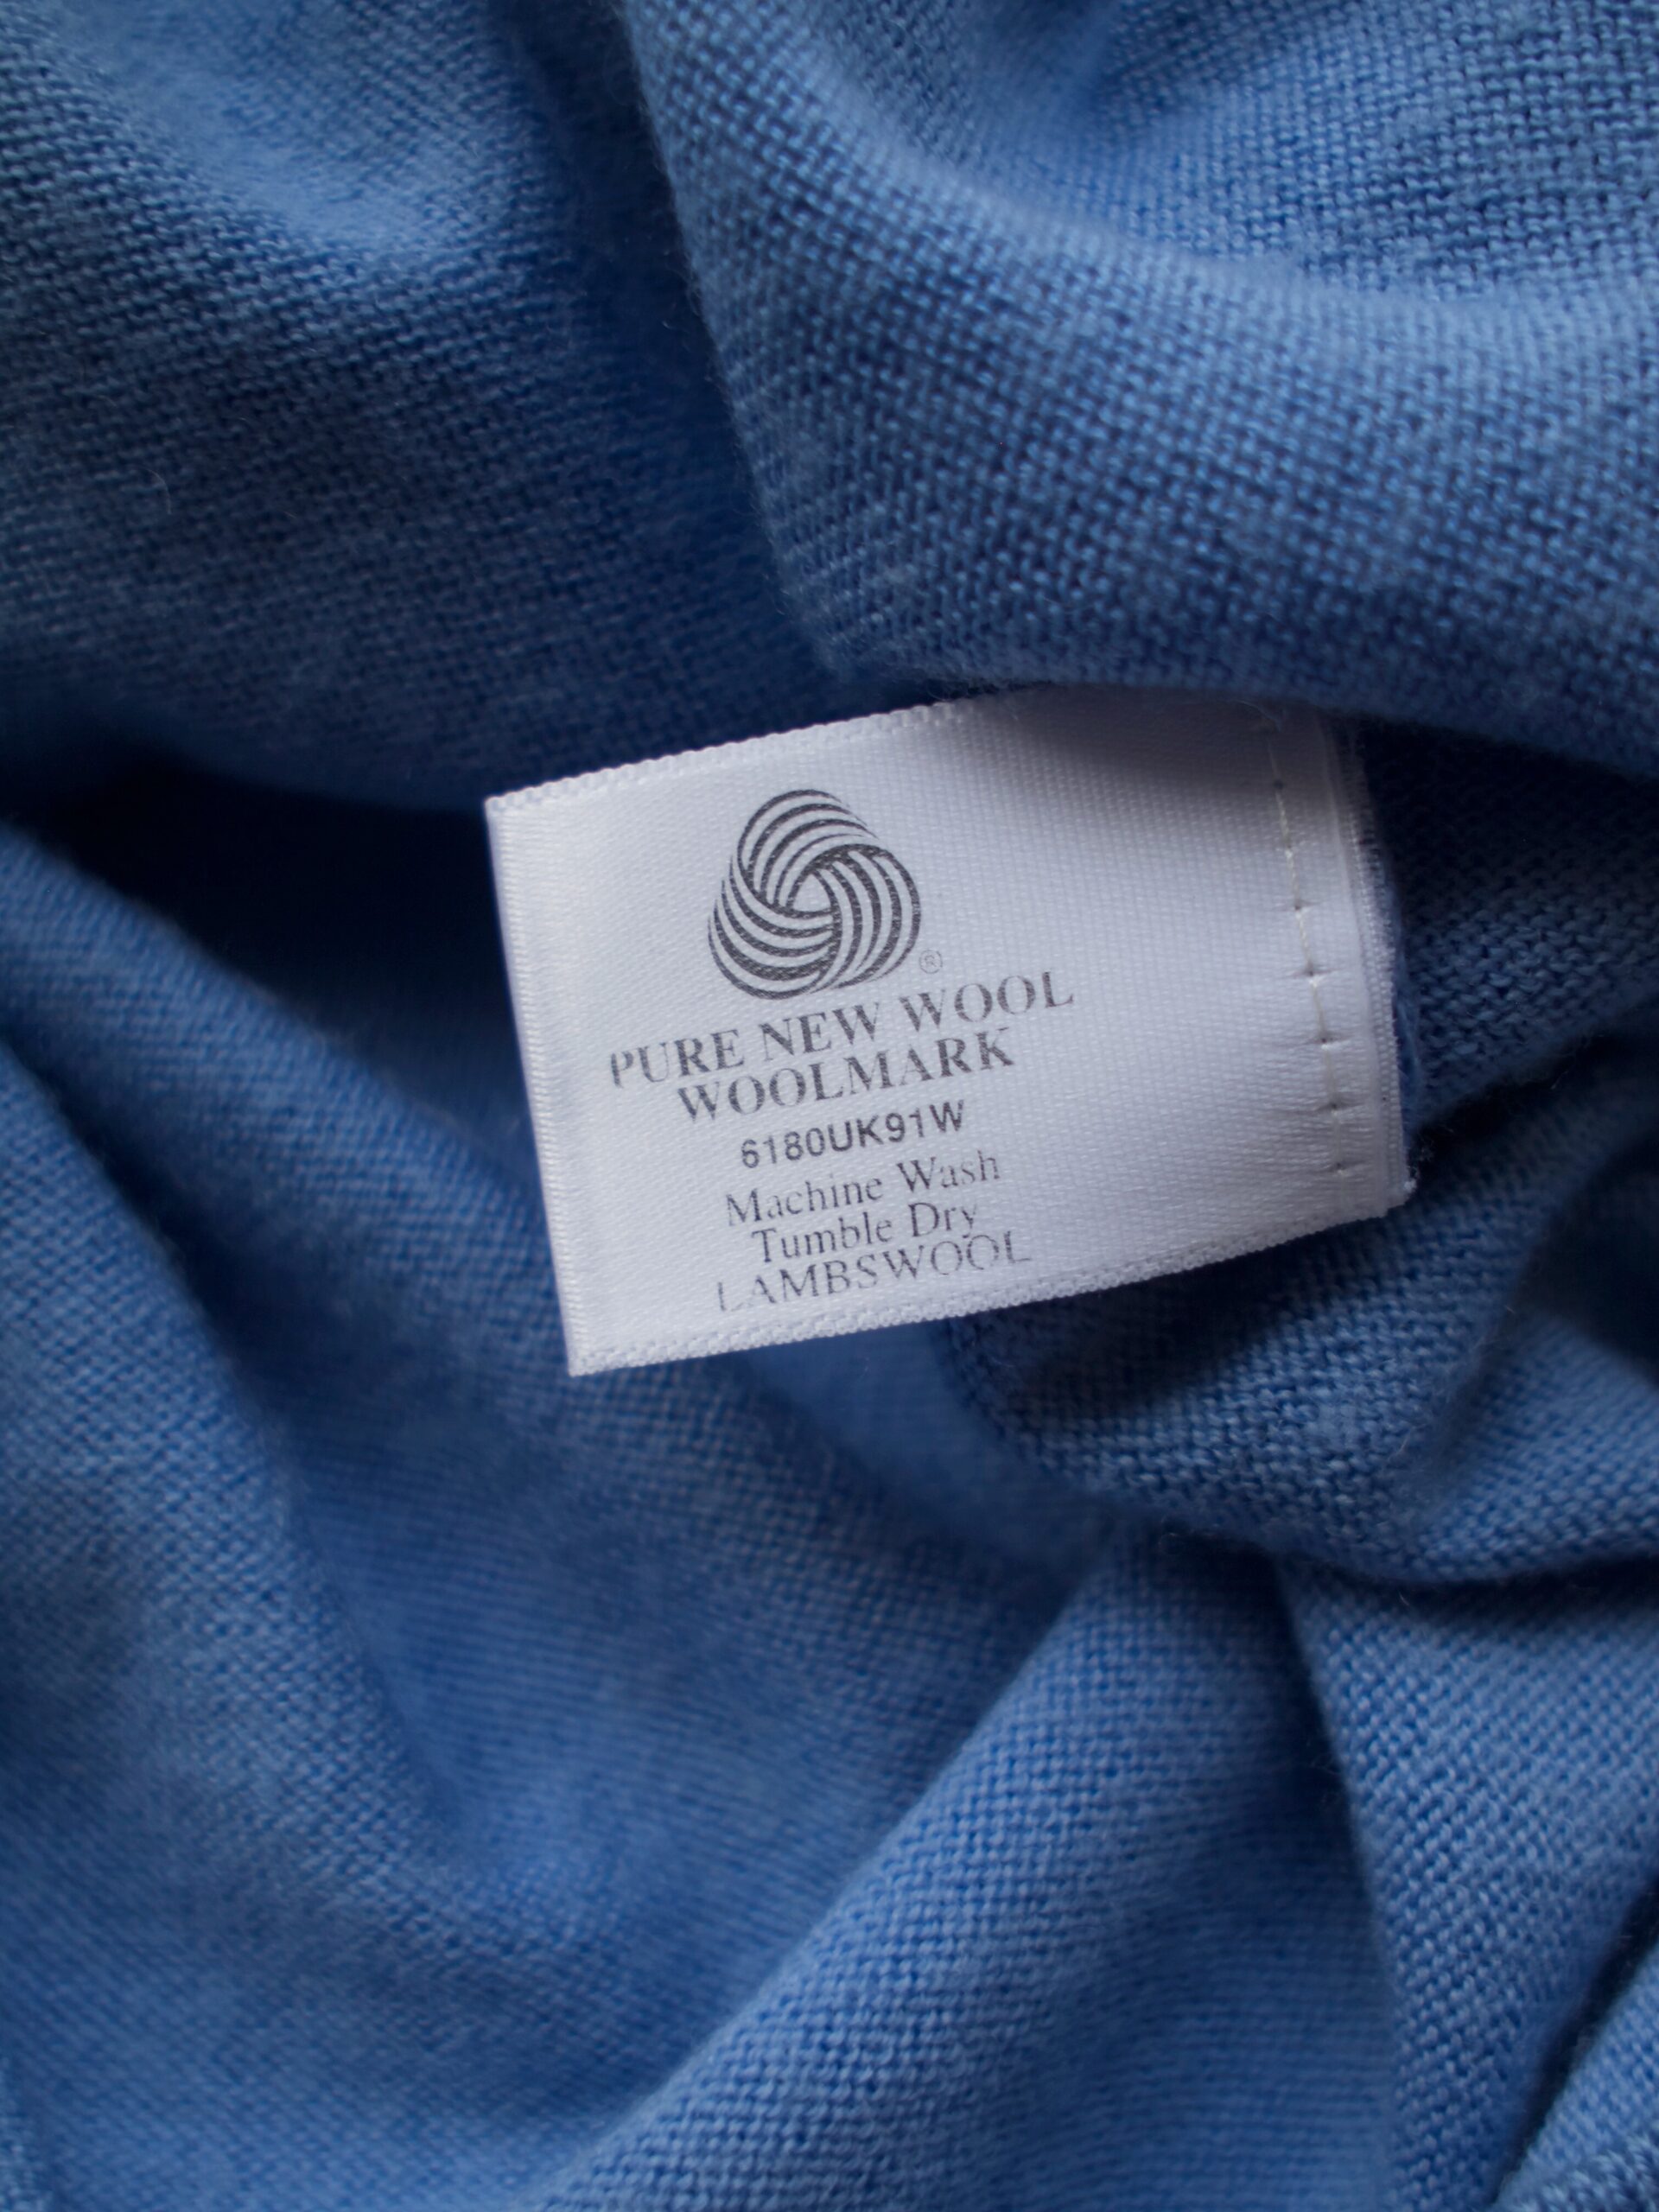 ®
PURE NEW WOOL
WOOLMARK
6180UK91W
Machine Wash
Tumble Dry
LAMBSWOOL